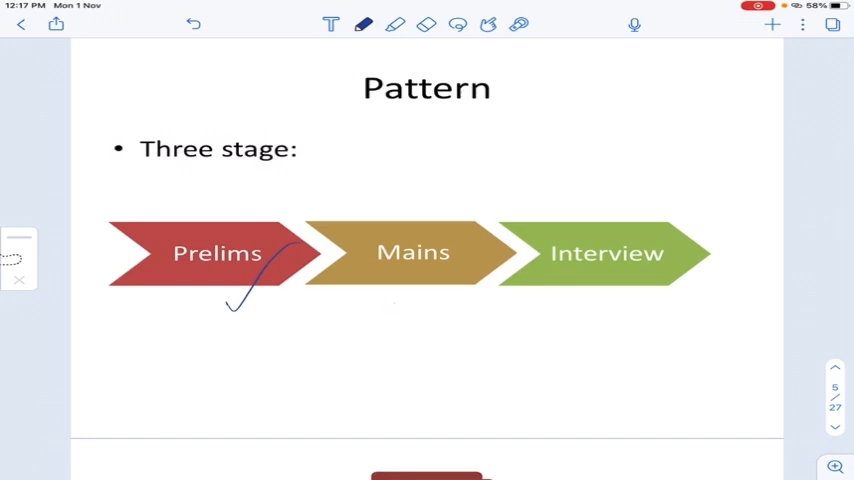 12:17 PM Mon 1 Nov
58%
T
Pattern
• Three stage:
Prelims Mains Interview
5
/
27